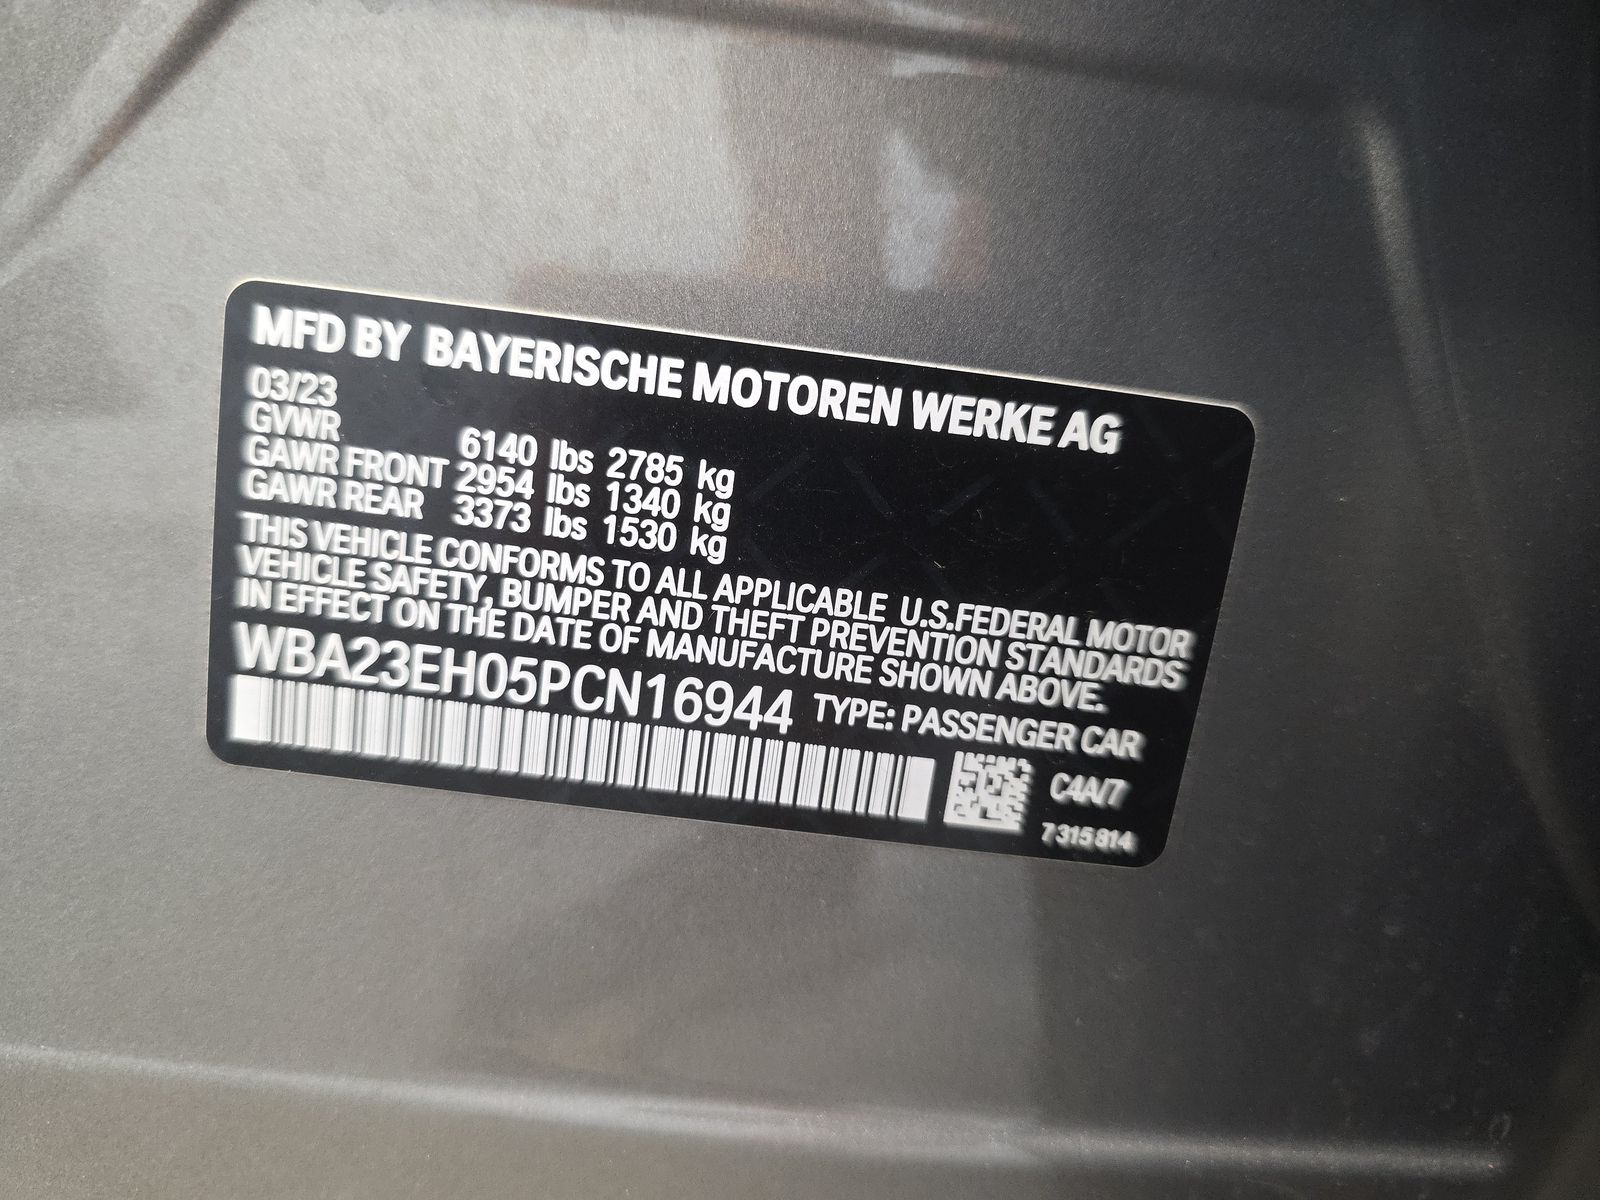 MFD BY BAYERISCHE MOTOREN WERKE AG
03/23
GVWR 6140 lbs 2785 kg
GAWR FRONT 2954 lbs 1340 kg
GAWR REAR 3373 lbs 1530 kg
THIS VEHICLE CONFORMS TO ALL APPLICABLE U.S.FEDERAL MOTOR
VEHICLE SAFETY, BUMPER AND THEFT PREVENTION STANDARDS
IN EFFECT ON THE DATE OF MANUFACTURE SHOWN ABOVE.
WBA23EH05PCN16944 TYPE: PASSENGER CAR
C4A/7
7 315 814